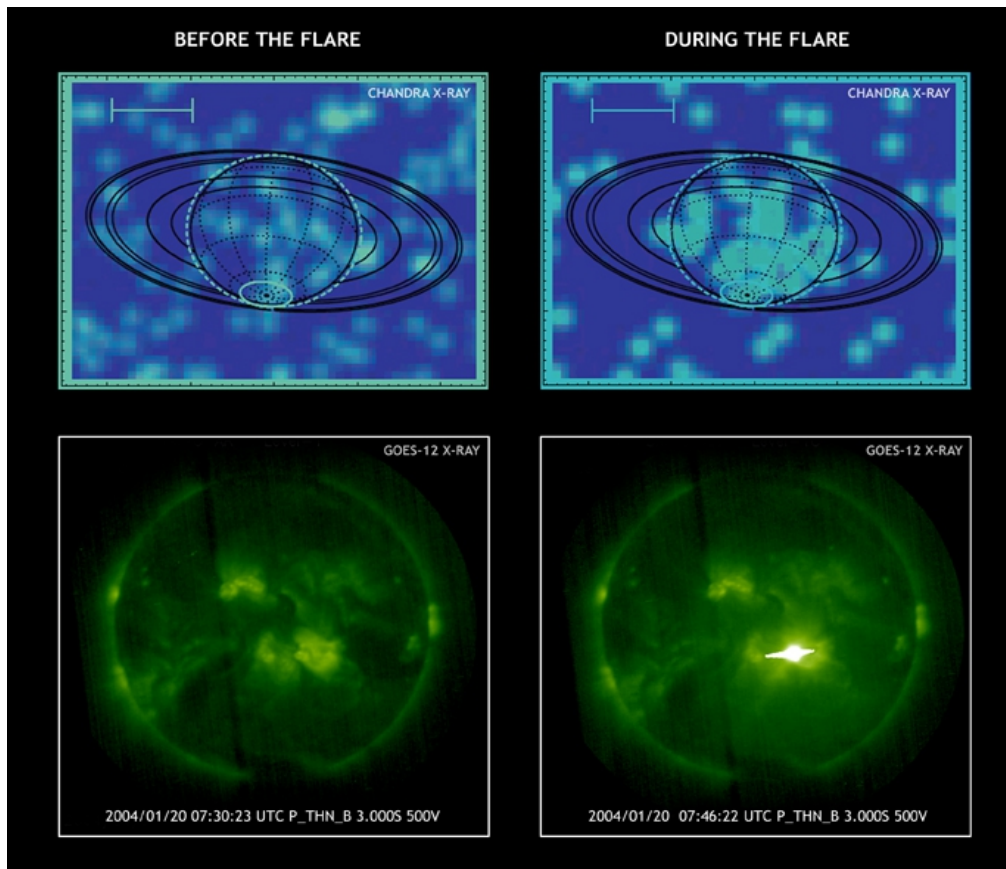 BEFORE THE FLARE
DURING THE FLARE
CHANDRA X-RAY
CHANDRA X-RAY
GOES-12 X-RAY
GOES-12 X-RAY
2004/01/20 07:30:23 UTC P_THN_B 3.000S 500V
2004/01/20 07:46:22 UTC P_THN_B 3.000S 500V